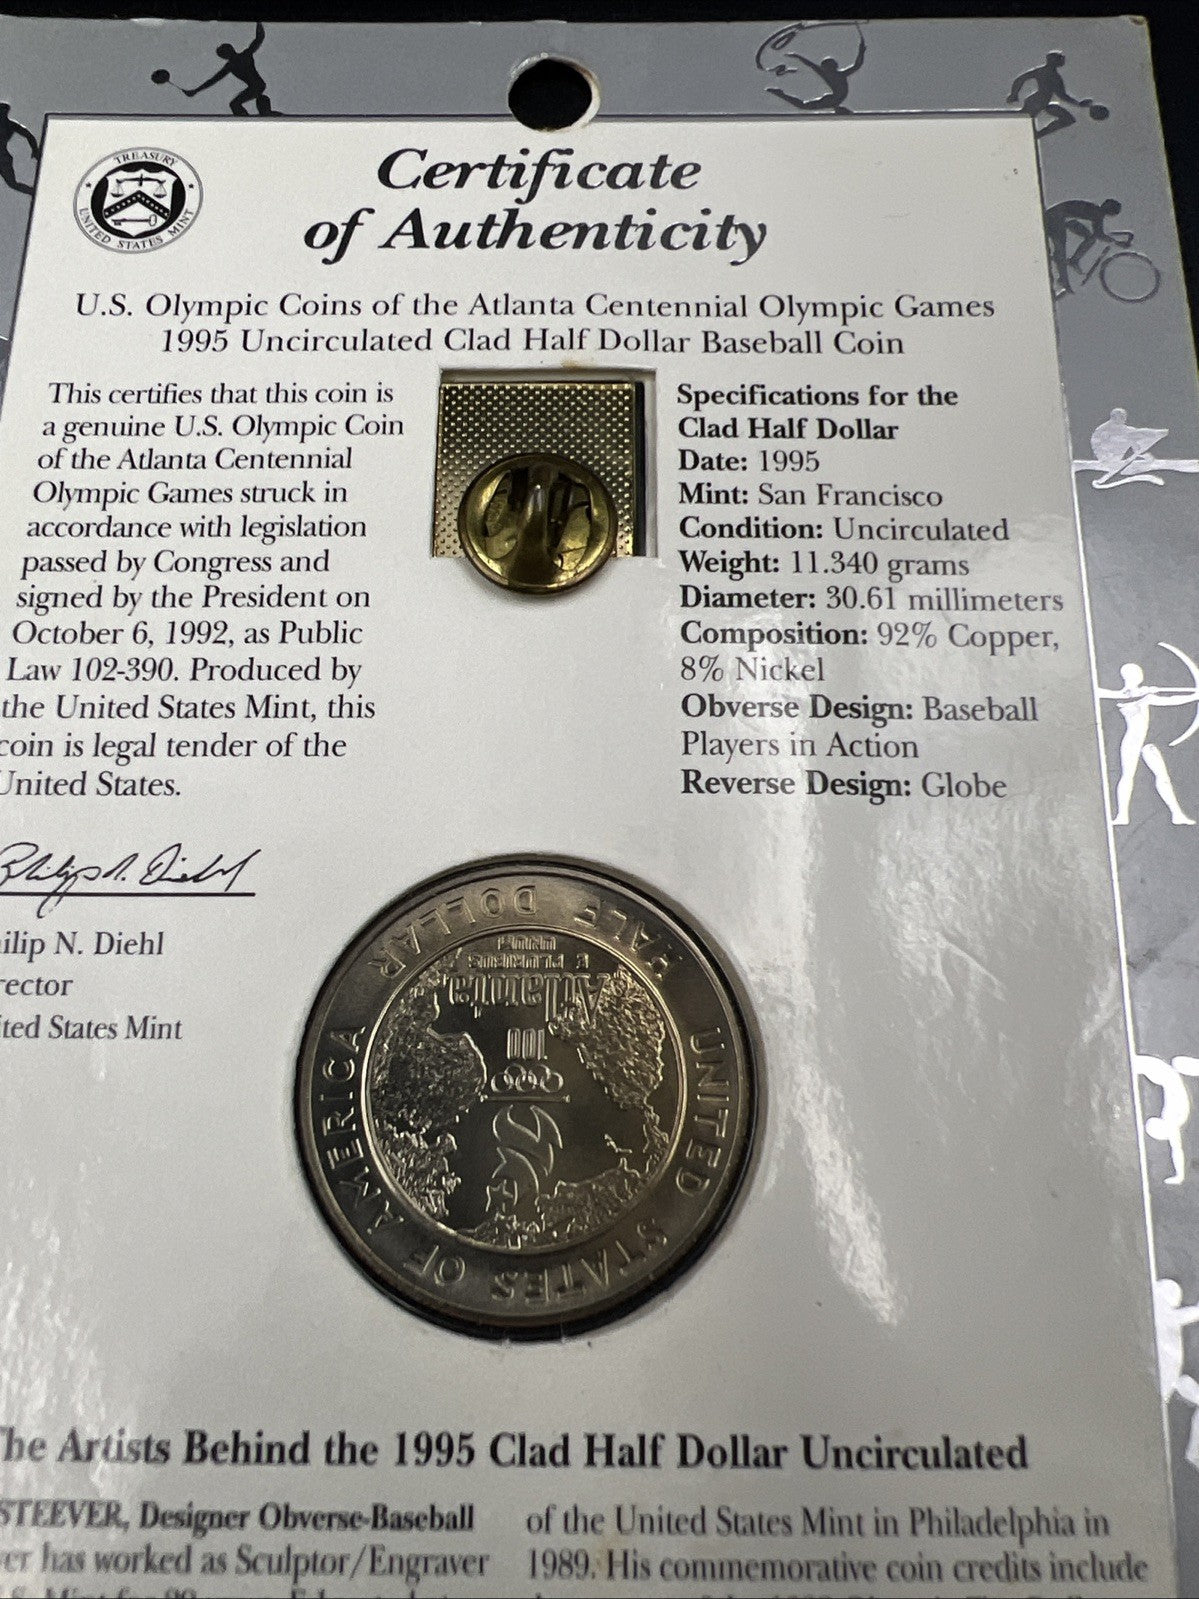 TREASURY
UNITED STATES MINT
Certificate
of Authenticity
U.S. Olympic Coins of the Atlanta Centennial Olympic Games
1995 Uncirculated Clad Half Dollar Baseball Coin
This certifies that this coin is
a genuine U.S. Olympic Coin
of the Atlanta Centennial
Olympic Games struck in
accordance with legislation
passed by Congress and
signed by the President on
October 6, 1992, as Public
Law 102-390. Produced by
the United States Mint, this
coin is legal tender of the
United States.
Philip N. Diehl
ilip N. Diehl
rector
ited States Mint
Specifications for the
Clad Half Dollar
Date: 1995
Mint: San Francisco
Condition: Uncirculated
Weight: 11.340 grams
Diameter: 30.61 millimeters
Composition: 92% Copper,
8% Nickel
Obverse Design: Baseball
Players in Action
Reverse Design: Globe
UNITED STATES OF AMERICA
HALF DOLLAR
100
Atlanta
E PLURIBUS
UNUM
The Artists Behind the 1995 Clad Half Dollar Uncirculated
STEEVER, Designer Obverse-Baseball
er has worked as Sculptor/Engraver
of the United States Mint in Philadelphia in
1989. His commemorative coin credits include